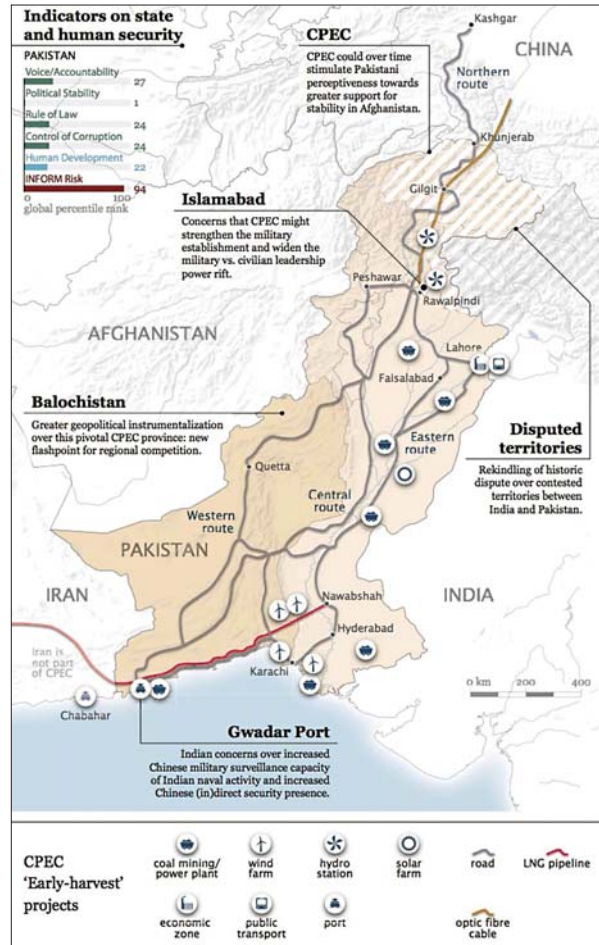 Indicators on state
and human security
PAKISTAN
Voice/Accountability 27
Political Stability 1
Rule of Law 24
Control of Corruption 24
Human Development 22
INFORM Risk 94
0 100
global percentile rank
CPEC
CPEC could over time
stimulate Pakistani
perceptiveness towards
greater support for
stability in Afghanistan.
Kashgar
CHINA
Northern
route
Khunjerab
Gilgit
Islamabad
Concerns that CPEC might
strengthen the military
establishment and widen the
military vs. civilian leadership
power rift.
Peshawar
Rawalpindi
AFGHANISTAN
Lahore
Faisalabad
Balochistan
Greater geopolitical instrumentalization
over this pivotal CPEC province: new
flashpoint for regional competition.
Eastern
route
Disputed
territories
Rekindling of historic
dispute over contested
territories between
India and Pakistan.
Quetta
Central
route
Western
route
PAKISTAN
IRAN
INDIA
Nawabshah
Hyderabad
Iran is
not part
of CPEC
Karachi
0 km 200 400
Chabahar
Gwadar Port
Indian concerns over increased
Chinese military surveillance capacity
of Indian naval activity and increased
Chinese (in)direct security presence.
CPEC
'Early-harvest'
projects
coal mining/
power plant
wind
farm
hydro
station
solar
farm
road
LNG pipeline
economic
zone
public
transport
port
optic fibre
cable